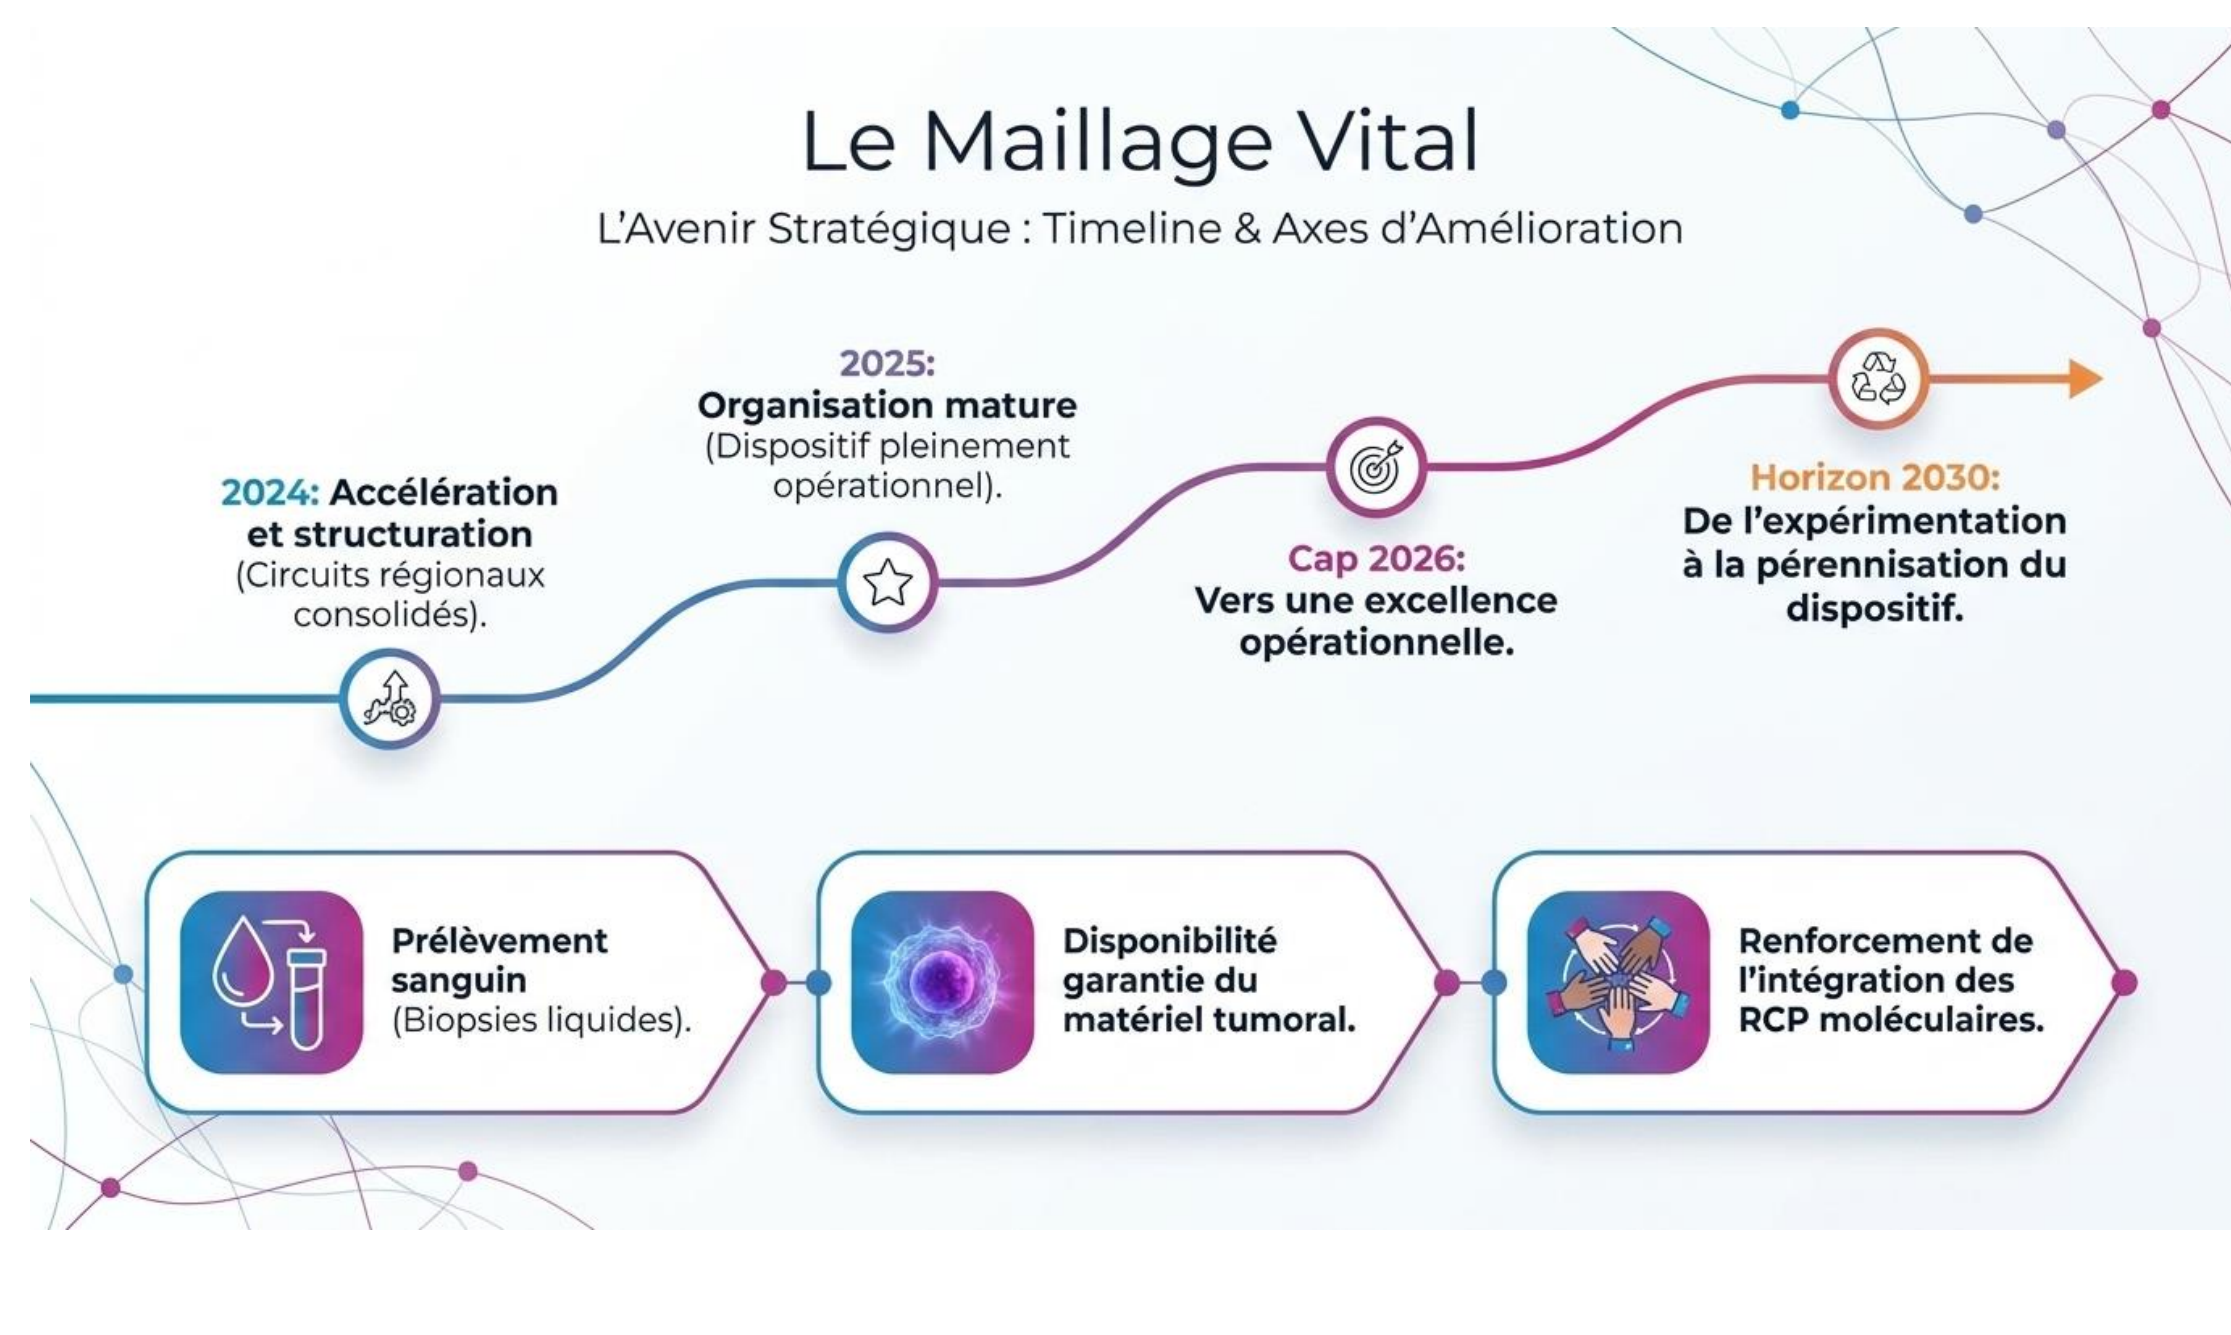 Le Maillage Vital
L'Avenir Stratégique : Timeline & Axes d'Amélioration
2024: Accélération
et structuration
(Circuits régionaux
consolidés).
2025:
Organisation mature
(Dispositif pleinement
opérationnel).
Cap 2026:
Vers une excellence
opérationnelle.
Horizon 2030:
De l'expérimentation
à la pérennisation du
dispositif.
Prélèvement
sanguin
(Biopsies liquides).
Disponibilité
garantie du
matériel tumoral.
Renforcement de
l'intégration des
RCP moléculaires.